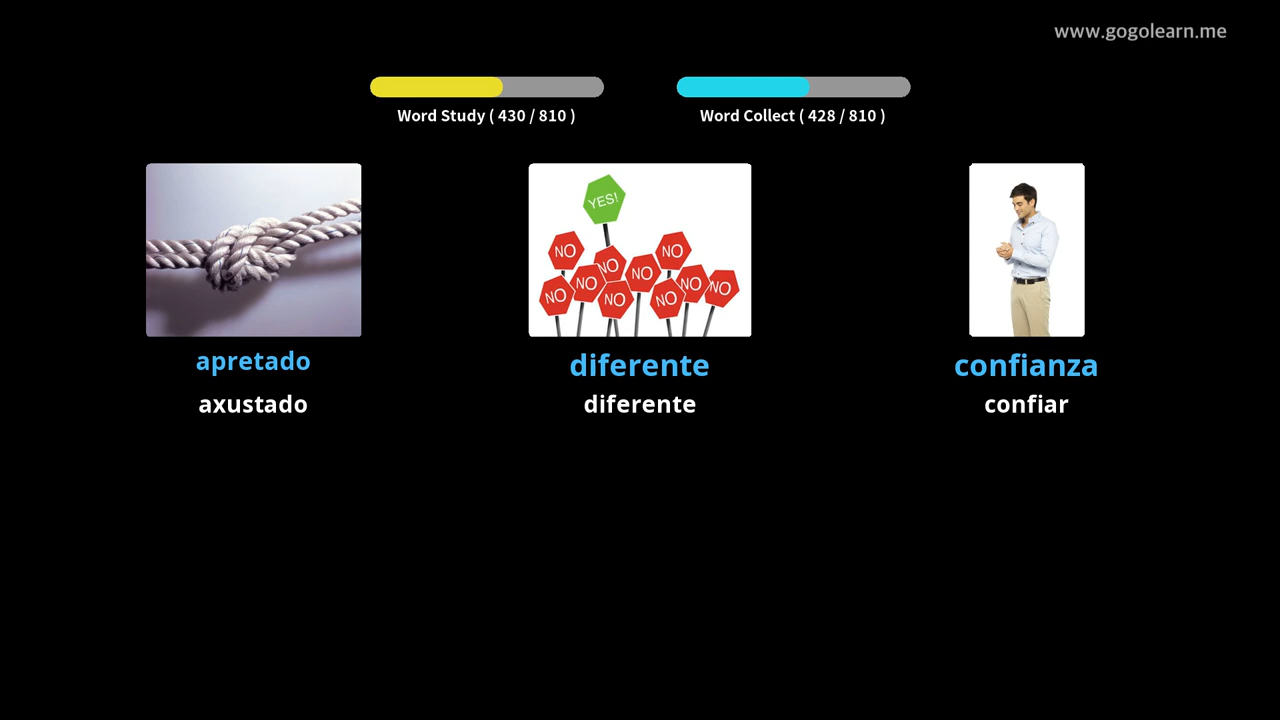 www.gogolearn.me
Word Study ( 430 / 810 )
Word Collect ( 428 / 810 )
YES!
NO
NO
NO
NO
NO
NO
NO
NO
NO
NO
apretado
diferente
confianza
axustado
diferente
confiar